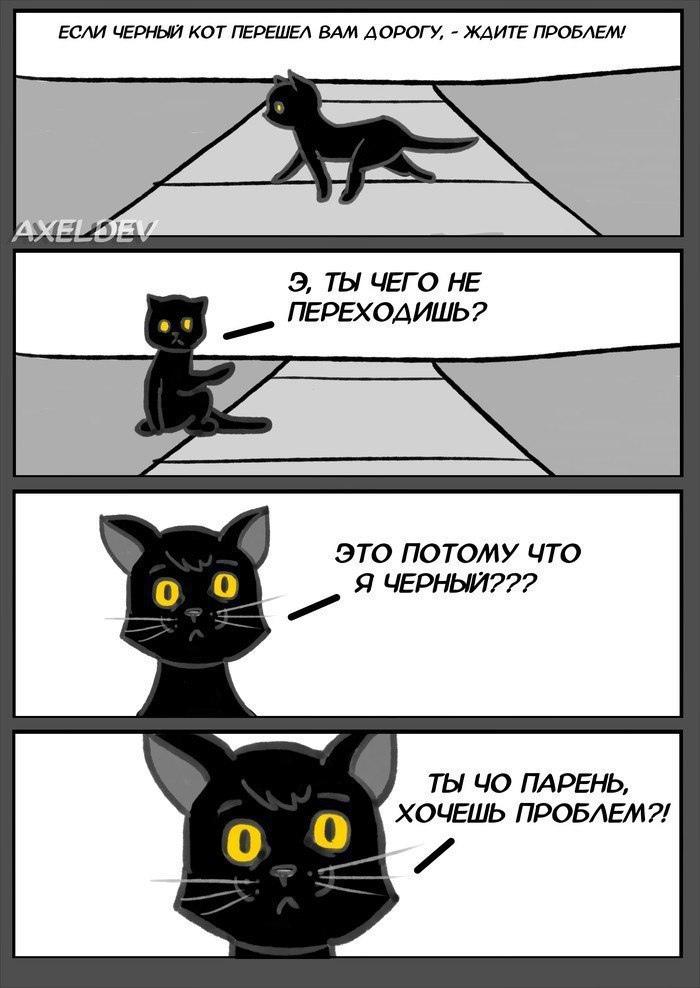 ЕСЛИ ЧЕРНЫЙ КОТ ПЕРЕШЕЛ ВАМ ДОРОГУ, - ЖДИТЕ ПРОБЛЕМ!
AXELDEV
Э, ТЫ ЧЕГО НЕ
ПЕРЕХОДИШЬ?
ЭТО ПОТОМУ ЧТО
Я ЧЕРНЫЙ???
ТЫ ЧО ПАРЕНЬ,
ХОЧЕШЬ ПРОБЛЕМ?!